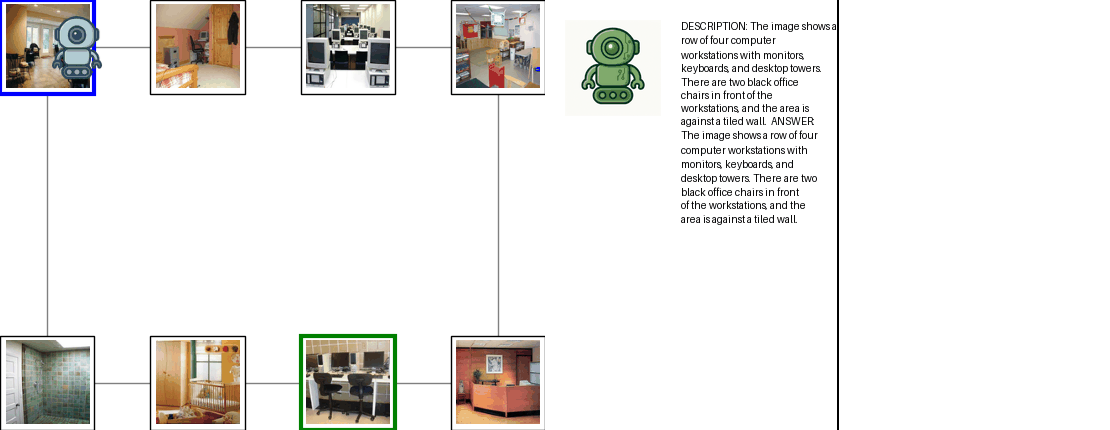 DESCRIPTION: The image shows a
row of four computer
workstations with monitors,
keyboards, and desktop towers.
There are two black office
chairs in front of the
workstations, and the area is
against a tiled wall. ANSWER:
The image shows a row of four
computer workstations with
monitors, keyboards, and
desktop towers. There are two
black office chairs in front
of the workstations, and the
area is against a tiled wall.